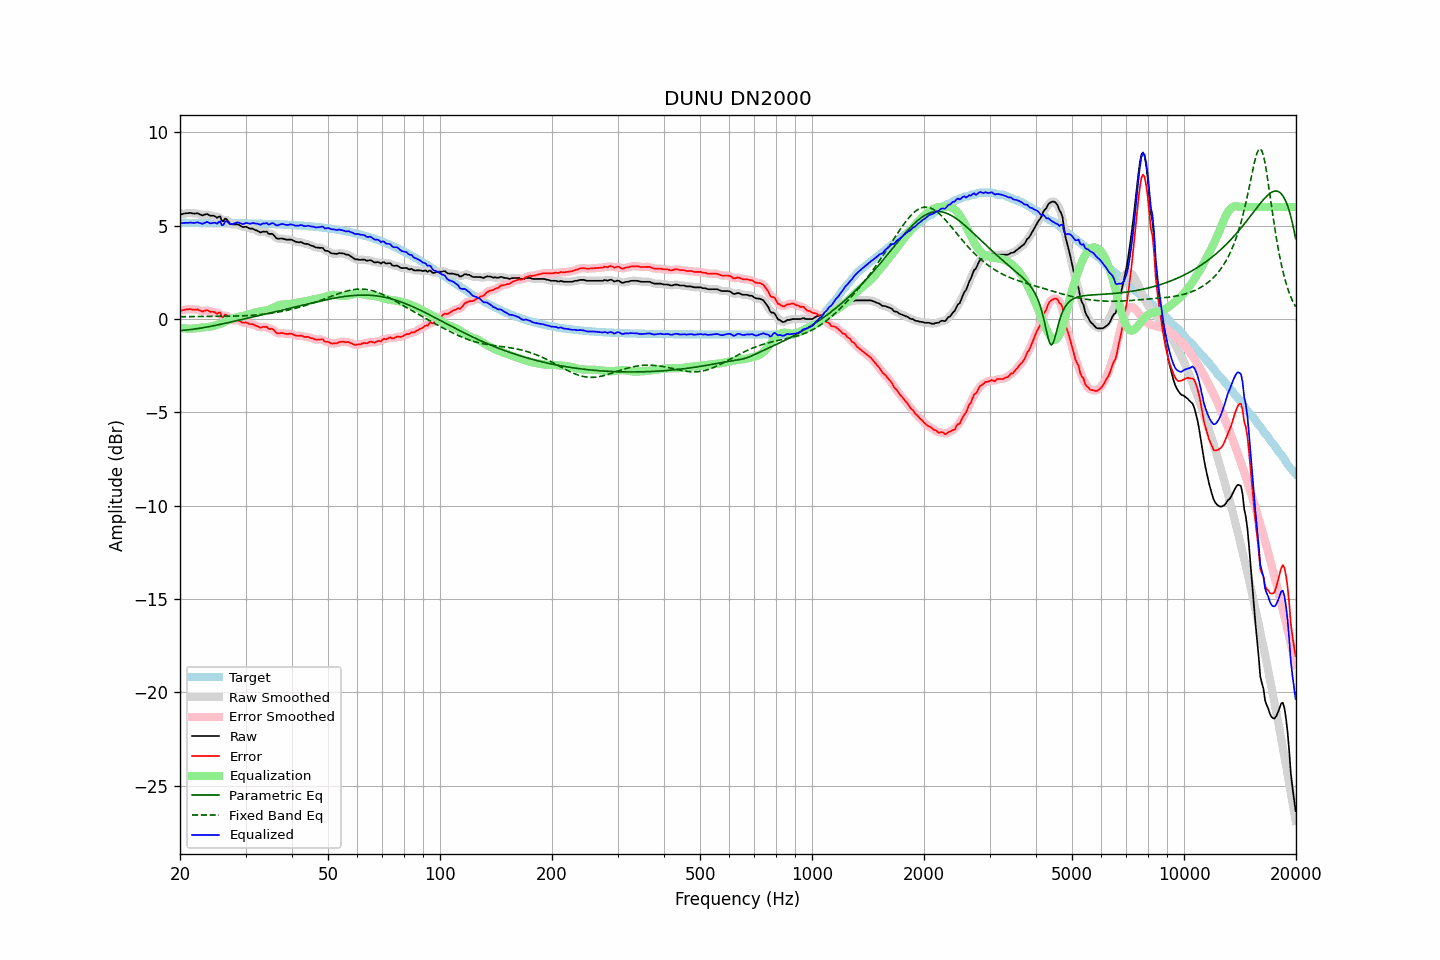 DUNU DN2000
10
5
0
−5
−10
−15
−20
−25
Amplitude (dBr)
Target
Raw Smoothed
Error Smoothed
Raw
Error
Equalization
Parametric Eq
Fixed Band Eq
Equalized
20
50
100
200
500
1000
2000
5000
10000
20000
Frequency (Hz)